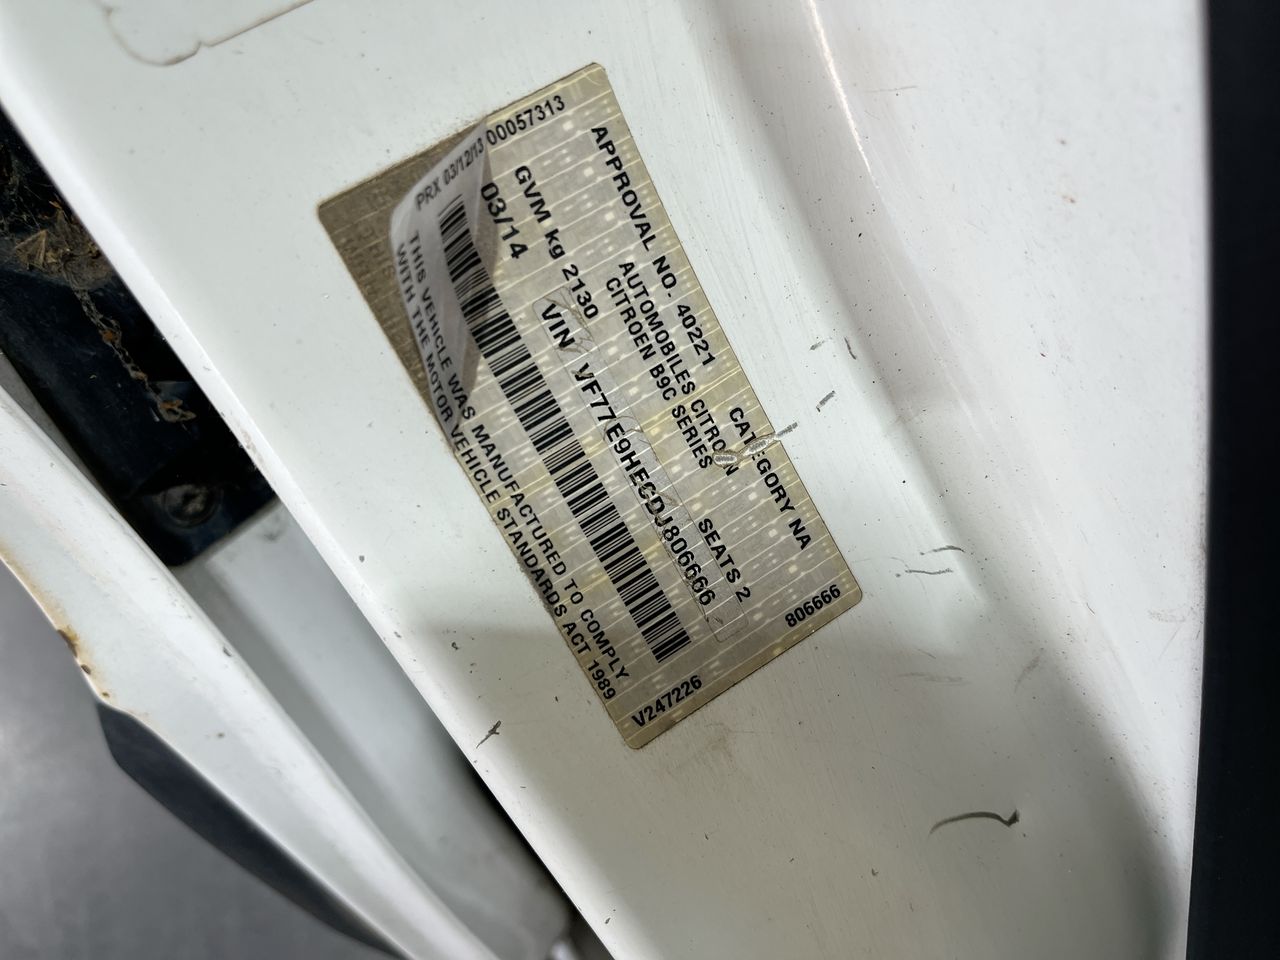 PRX 03/12/13 00057313
APPROVAL NO. 40221 CATEGORY NA
AUTOMOBILES CITROEN
CITROEN B9C SERIES
GVM kg 2130 SEATS 2
VIN VF77E9HECDJ806666
03/14
THIS VEHICLE WAS MANUFACTURED TO COMPLY
WITH THE MOTOR VEHICLE STANDARDS ACT 1989
806666
V247226